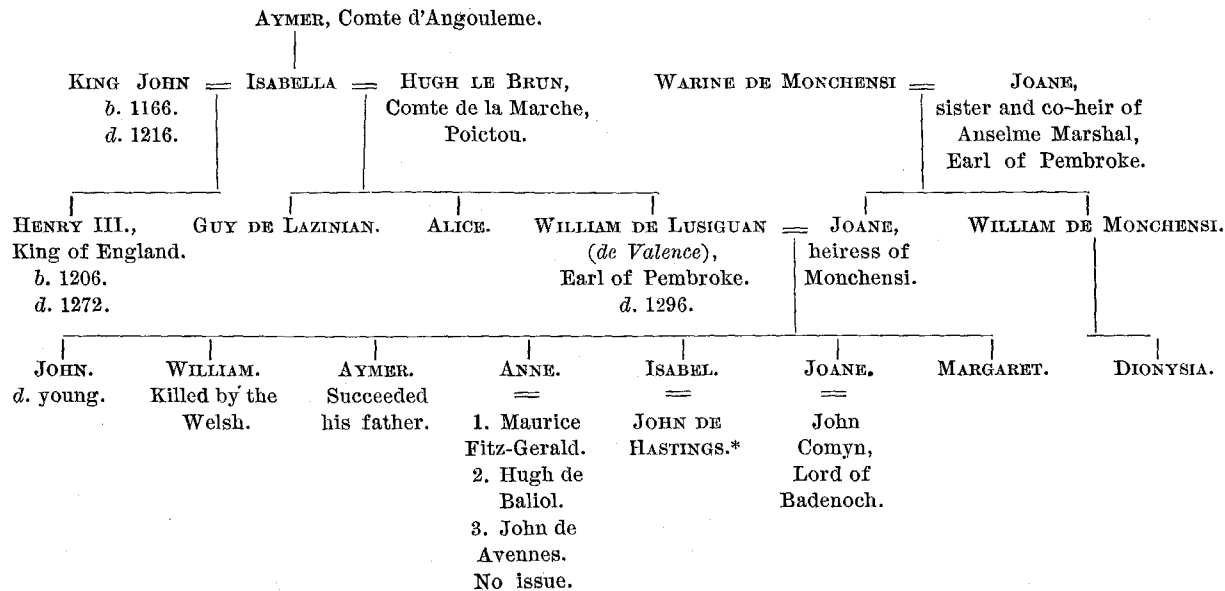 AYMER, Comte d'Angouleme.
KING JOHN = ISABELLA = HUGH LE BRUN,
b. 1166.
d. 1216.
Comte de la Marche,
Poictou.
WARINE DE MONCHENSI = JOANE,
sister and co-heir of
Anselme Marshal,
Earl of Pembroke.
HENRY III.,
King of England.
b. 1206.
d. 1272.
GUY DE LAZINIAN.
ALICE.
WILLIAM DE LUSIGUAN =
(de Valence),
Earl of Pembroke.
d. 1296.
JOANE,
heiress of
Monchensi.
WILLIAM DE MONCHENSI.
JOHN.
d. young.
WILLIAM.
Killed by the
Welsh.
AYMER.
Succeeded
his father.
ANNE.
=
1. Maurice
Fitz-Gerald.
2. Hugh de
Baliol.
3. John de
Avennes.
No issue.
ISABEL.
=
JOHN DE
HASTINGS.*
JOANE.
=
John
Comyn,
Lord of
Badenoch.
MARGARET.
DIONYSIA.